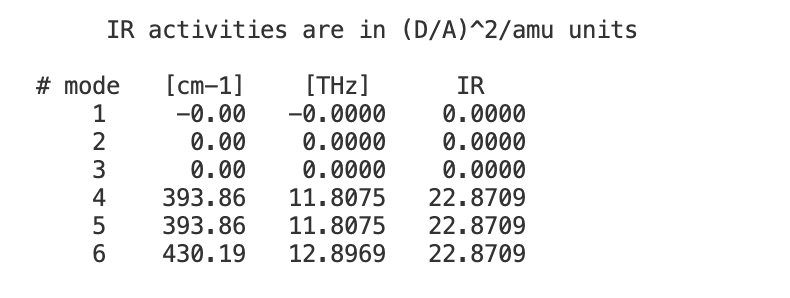 IR activities are in (D/A)^2/amu units
# mode [cm-1] [THz] IR
1 -0.00 -0.0000 0.0000
2 0.00 0.0000 0.0000
3 0.00 0.0000 0.0000
4 393.86 11.8075 22.8709
5 393.86 11.8075 22.8709
6 430.19 12.8969 22.8709